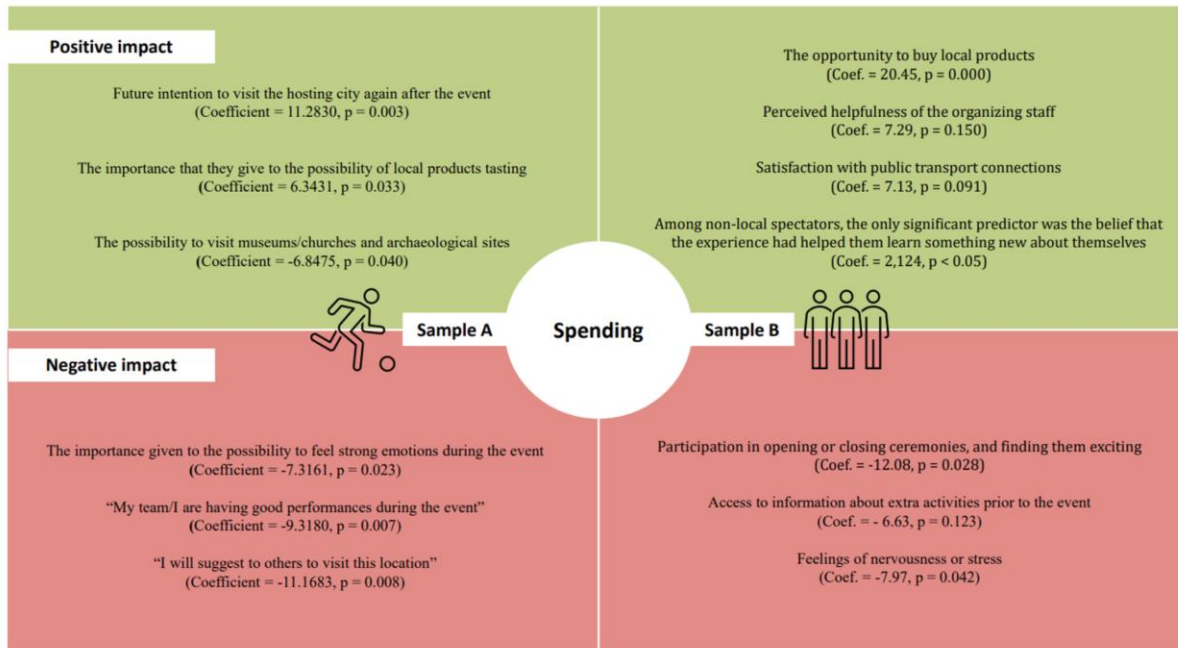 Positive impact
Future intention to visit the hosting city again after the event
(Coefficient = 11.2830, p = 0.003)
The importance that they give to the possibility of local products tasting
(Coefficient = 6.3431, p = 0.033)
The possibility to visit museums/churches and archaeological sites
(Coefficient = -6.8475, p = 0.040)
The opportunity to buy local products
(Coef. = 20.45, p = 0.000)
Perceived helpfulness of the organizing staff
(Coef. = 7.29, p = 0.150)
Satisfaction with public transport connections
(Coef. = 7.13, p = 0.091)
Among non-local spectators, the only significant predictor was the belief that
the experience had helped them learn something new about themselves
(Coef. = 2,124, p < 0.05)
Sample A
Spending
Sample B
Negative impact
The importance given to the possibility to feel strong emotions during the event
(Coefficient = -7.3161, p = 0.023)
“My team/I are having good performances during the event”
(Coefficient = -9.3180, p = 0.007)
“I will suggest to others to visit this location”
(Coefficient = -11.1683, p = 0.008)
Participation in opening or closing ceremonies, and finding them exciting
(Coef. = -12.08, p = 0.028)
Access to information about extra activities prior to the event
(Coef. = - 6.63, p = 0.123)
Feelings of nervousness or stress
(Coef. = -7.97, p = 0.042)